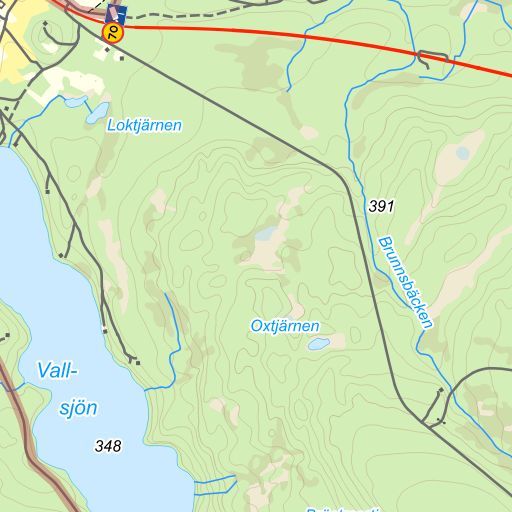 70
Loktjärnen
391
Brunnsbäcken
Oxtjärnen
Vall-
sjön
348